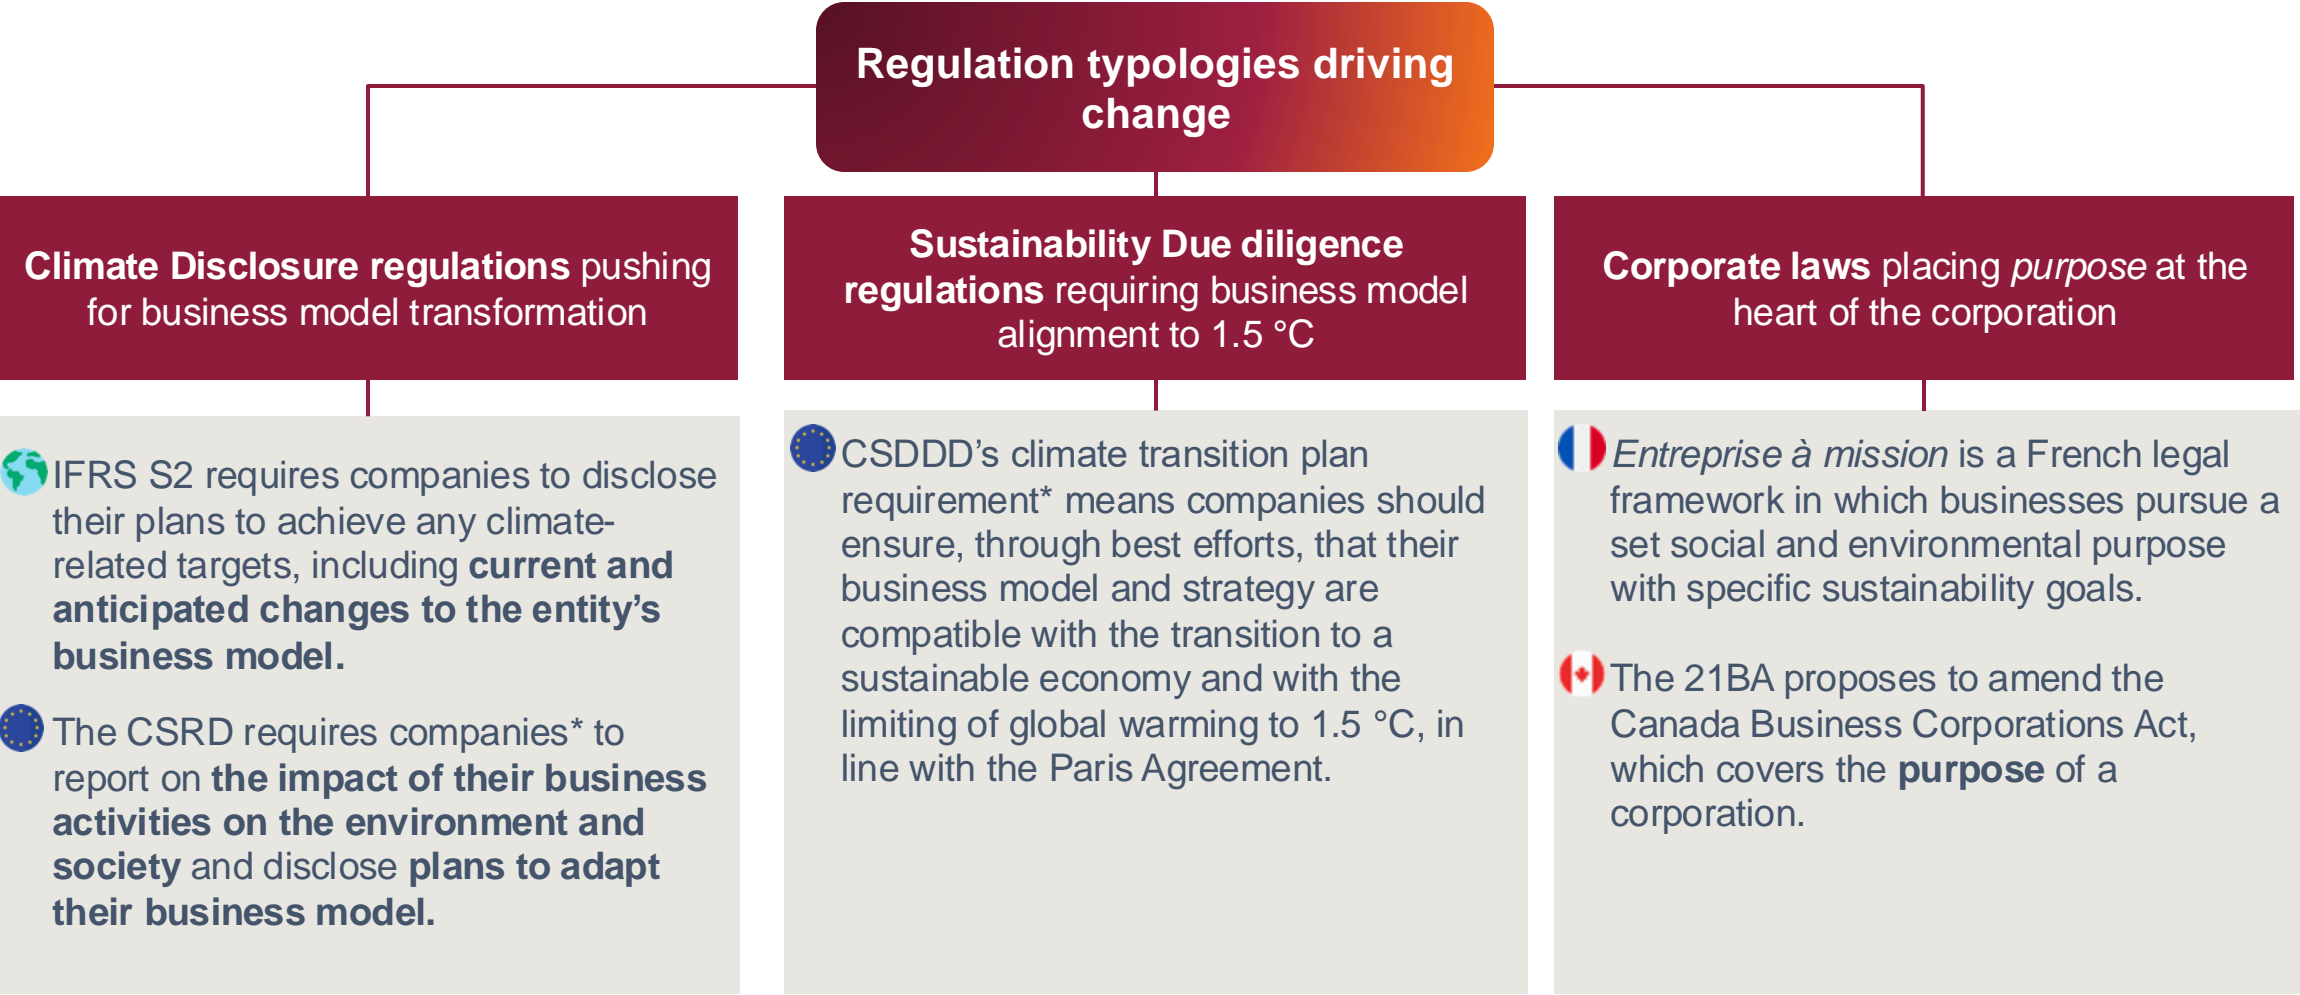 Regulation typologies driving
change
Climate Disclosure regulations pushing
for business model transformation
IFRS S2 requires companies to disclose
their plans to achieve any climate-
related targets, including current and
anticipated changes to the entity’s
business model.
The CSRD requires companies* to
report on the impact of their business
activities on the environment and
society and disclose plans to adapt
their business model.
Sustainability Due diligence
regulations requiring business model
alignment to 1.5 °C
CSDDD’s climate transition plan
requirement* means companies should
ensure, through best efforts, that their
business model and strategy are
compatible with the transition to a
sustainable economy and with the
limiting of global warming to 1.5 °C, in
line with the Paris Agreement.
Corporate laws placing purpose at the
heart of the corporation
Entreprise à mission is a French legal
framework in which businesses pursue a
set social and environmental purpose
with specific sustainability goals.
The 21BA proposes to amend the
Canada Business Corporations Act,
which covers the purpose of a
corporation.